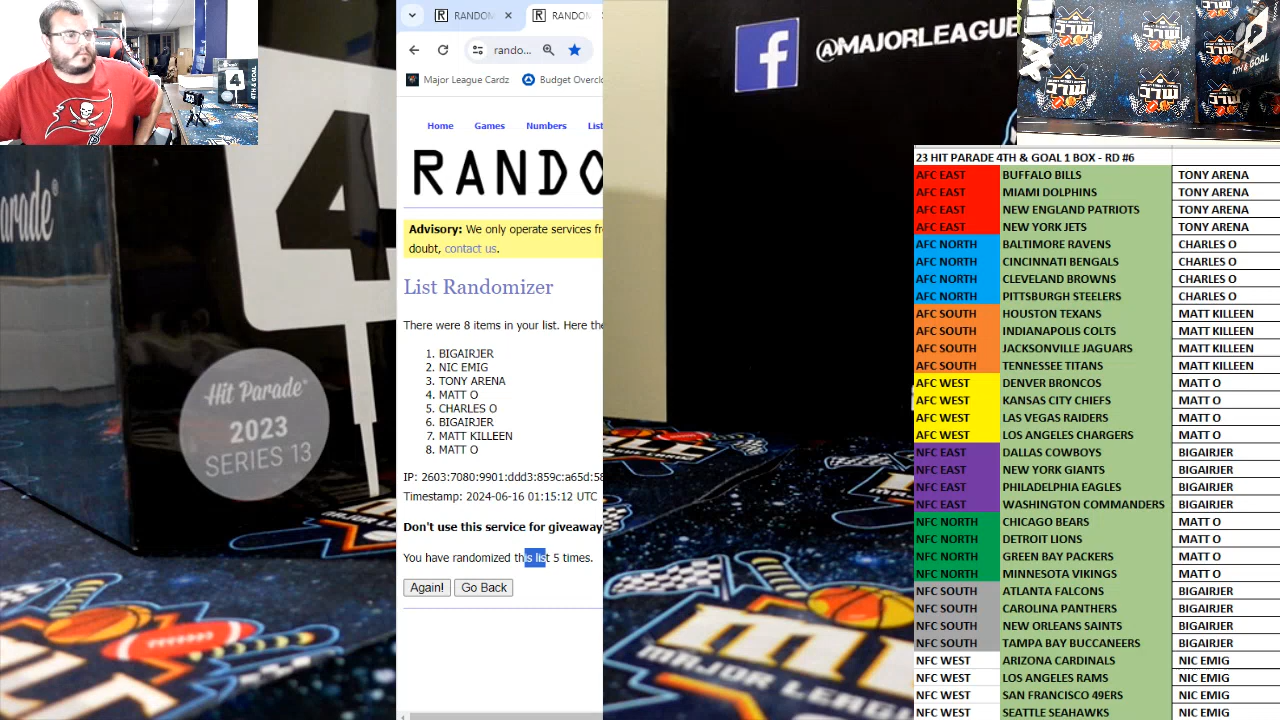 4
4TH & GOAL
Parade
4
Hit Parade
2023
SERIES 13
RANDOM
RANDOM
rando...
Major League Cardz
Budget Overclo
Home
Games
Numbers
List
RANDO
Advisory: We only operate services fr
doubt, contact us.
List Randomizer
There were 8 items in your list. Here the
1. BIGAIRJER
2. NIC EMIG
3. TONY ARENA
4. MATT O
5. CHARLES O
6. BIGAIRJER
7. MATT KILLEEN
8. MATT O
IP: 2603:7080:9901:ddd3:859c:a65d:58
Timestamp: 2024-06-16 01:15:12 UTC
Don't use this service for giveaway
You have randomized this list 5 times.
Again!
Go Back
f
@MAJORLEAGUE
MAJOR LEAG
23 HIT PARADE 4TH & GOAL 1 BOX - RD #6
AFC EAST BUFFALO BILLS TONY ARENA
AFC EAST MIAMI DOLPHINS TONY ARENA
AFC EAST NEW ENGLAND PATRIOTS TONY ARENA
AFC EAST NEW YORK JETS TONY ARENA
AFC NORTH BALTIMORE RAVENS CHARLES O
AFC NORTH CINCINNATI BENGALS CHARLES O
AFC NORTH CLEVELAND BROWNS CHARLES O
AFC NORTH PITTSBURGH STEELERS CHARLES O
AFC SOUTH HOUSTON TEXANS MATT KILLEEN
AFC SOUTH INDIANAPOLIS COLTS MATT KILLEEN
AFC SOUTH JACKSONVILLE JAGUARS MATT KILLEEN
AFC SOUTH TENNESSEE TITANS MATT KILLEEN
AFC WEST DENVER BRONCOS MATT O
AFC WEST KANSAS CITY CHIEFS MATT O
AFC WEST LAS VEGAS RAIDERS MATT O
AFC WEST LOS ANGELES CHARGERS MATT O
NFC EAST DALLAS COWBOYS BIGAIRJER
NFC EAST NEW YORK GIANTS BIGAIRJER
NFC EAST PHILADELPHIA EAGLES BIGAIRJER
NFC EAST WASHINGTON COMMANDERS BIGAIRJER
NFC NORTH CHICAGO BEARS MATT O
NFC NORTH DETROIT LIONS MATT O
NFC NORTH GREEN BAY PACKERS MATT O
NFC NORTH MINNESOTA VIKINGS MATT O
NFC SOUTH ATLANTA FALCONS BIGAIRJER
NFC SOUTH CAROLINA PANTHERS BIGAIRJER
NFC SOUTH NEW ORLEANS SAINTS BIGAIRJER
NFC SOUTH TAMPA BAY BUCCANEERS BIGAIRJER
NFC WEST ARIZONA CARDINALS NIC EMIG
NFC WEST LOS ANGELES RAMS NIC EMIG
NFC WEST SAN FRANCISCO 49ERS NIC EMIG
NFC WEST SEATTLE SEAHAWKS NIC EMIG